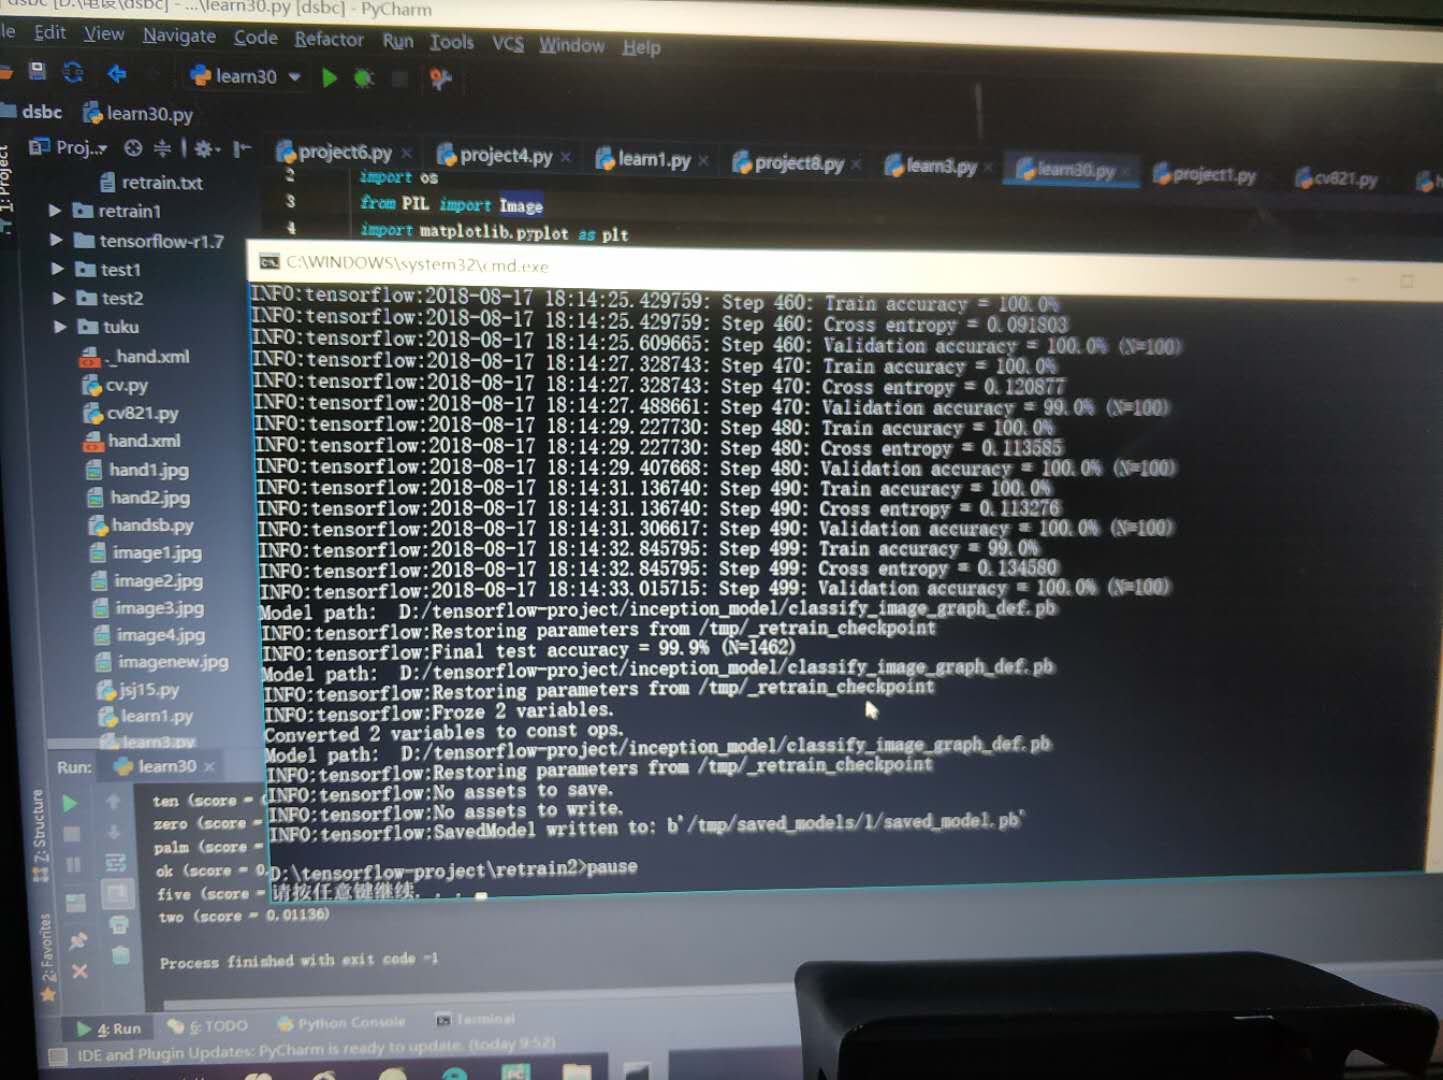 dsbc [D:\电设\dsbc] - ...\learn30.py [dsbc] - PyCharm
Edit View Navigate Code Refactor Run Tools VCS Window Help
learn30
dsbc learn30.py
1: Project
Proj...
project6.py project4.py learn1.py project8.py learn3.py learn30.py project1.py cv821.py
retrain.txt
retrain1
tensorflow-r1.7
test1
test2
tuku
._hand.xml
cv.py
cv821.py
hand.xml
hand1.jpg
hand2.jpg
handsb.py
image1.jpg
image2.jpg
image3.jpg
image4.jpg
imagenew.jpg
jsj15.py
learn1.py
learn3.py
2 import os
3 from PIL import Image
4 import matplotlib.pyplot as plt
C:\WINDOWS\system32\cmd.exe
INFO:tensorflow:2018-08-17 18:14:25.429759: Step 460: Train accuracy = 100.0%
INFO:tensorflow:2018-08-17 18:14:25.429759: Step 460: Cross entropy = 0.091803
INFO:tensorflow:2018-08-17 18:14:25.609665: Step 460: Validation accuracy = 100.0% (N=100)
INFO:tensorflow:2018-08-17 18:14:27.328743: Step 470: Train accuracy = 100.0%
INFO:tensorflow:2018-08-17 18:14:27.328743: Step 470: Cross entropy = 0.120877
INFO:tensorflow:2018-08-17 18:14:27.488661: Step 470: Validation accuracy = 99.0% (N=100)
INFO:tensorflow:2018-08-17 18:14:29.227730: Step 480: Train accuracy = 100.0%
INFO:tensorflow:2018-08-17 18:14:29.227730: Step 480: Cross entropy = 0.113585
INFO:tensorflow:2018-08-17 18:14:29.407668: Step 480: Validation accuracy = 100.0% (N=100)
INFO:tensorflow:2018-08-17 18:14:31.136740: Step 490: Train accuracy = 100.0%
INFO:tensorflow:2018-08-17 18:14:31.136740: Step 490: Cross entropy = 0.113276
INFO:tensorflow:2018-08-17 18:14:31.306617: Step 490: Validation accuracy = 100.0% (N=100)
INFO:tensorflow:2018-08-17 18:14:32.845795: Step 499: Train accuracy = 99.0%
INFO:tensorflow:2018-08-17 18:14:32.845795: Step 499: Cross entropy = 0.134580
INFO:tensorflow:2018-08-17 18:14:33.015715: Step 499: Validation accuracy = 100.0% (N=100)
Model path: D:/tensorflow-project/inception_model/classify_image_graph_def.pb
INFO:tensorflow:Restoring parameters from /tmp/_retrain_checkpoint
INFO:tensorflow:Final test accuracy = 99.9% (N=1462)
Model path: D:/tensorflow-project/inception_model/classify_image_graph_def.pb
INFO:tensorflow:Restoring parameters from /tmp/_retrain_checkpoint
INFO:tensorflow:Froze 2 variables.
Converted 2 variables to const ops.
Model path: D:/tensorflow-project/inception_model/classify_image_graph_def.pb
INFO:tensorflow:Restoring parameters from /tmp/_retrain_checkpoint
INFO:tensorflow:No assets to save.
INFO:tensorflow:No assets to write.
INFO:tensorflow:SavedModel written to: b'/tmp/saved_models/1/saved_model.pb'
D:\tensorflow-project\retrain2>pause
请按任意键继续. . .
Run: learn30
ten (score =
zero (score =
palm (score =
ok (score = 0.
five (score =
two (score = 0.01136)
Process finished with exit code -1
Z: Structure
2: Favorites
4: Run 6: TODO Python Console Terminal
IDE and Plugin Updates: PyCharm is ready to update. (today 9:52)